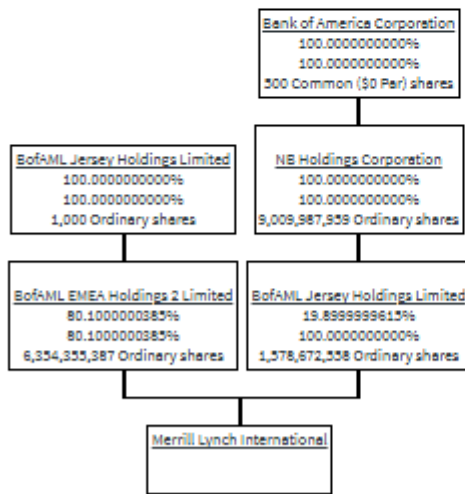 Bank of America Corporation
100.0000000000%
100.0000000000%
500 Common ($0 Par) shares
BofAML Jersey Holdings Limited
100.0000000000%
100.0000000000%
1,000 Ordinary shares
NB Holdings Corporation
100.0000000000%
100.0000000000%
9,009,987,959 Ordinary shares
BofAML EMEA Holdings 2 Limited
80.1000000385%
80.1000000385%
6,354,355,387 Ordinary shares
BofAML Jersey Holdings Limited
19.8999999615%
100.0000000000%
1,578,672,558 Ordinary shares
Merrill Lynch International